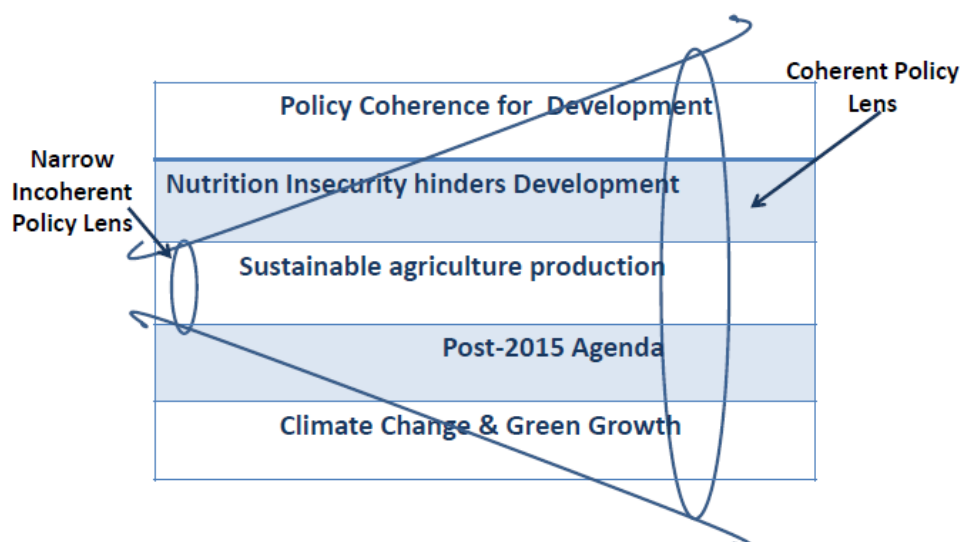 Coherent Policy
Lens
Policy Coherence for Development
Narrow
Incoherent
Policy Lens
Nutrition Insecurity hinders Development
Sustainable agriculture production
Post-2015 Agenda
Climate Change & Green Growth